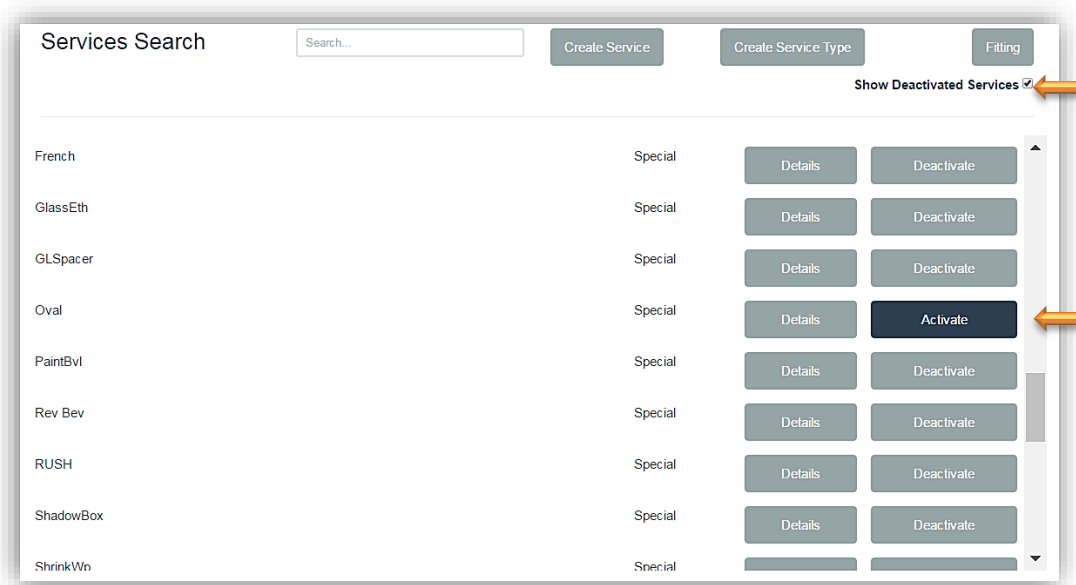 Services Search Search... Create Service Create Service Type Fitting
Show Deactivated Services
French Special Details Deactivate
GlassEth Special Details Deactivate
GLSpacer Special Details Deactivate
Oval Special Details Activate
PaintBvl Special Details Deactivate
Rev Bev Special Details Deactivate
RUSH Special Details Deactivate
ShadowBox Special Details Deactivate
ShrinkWp Special